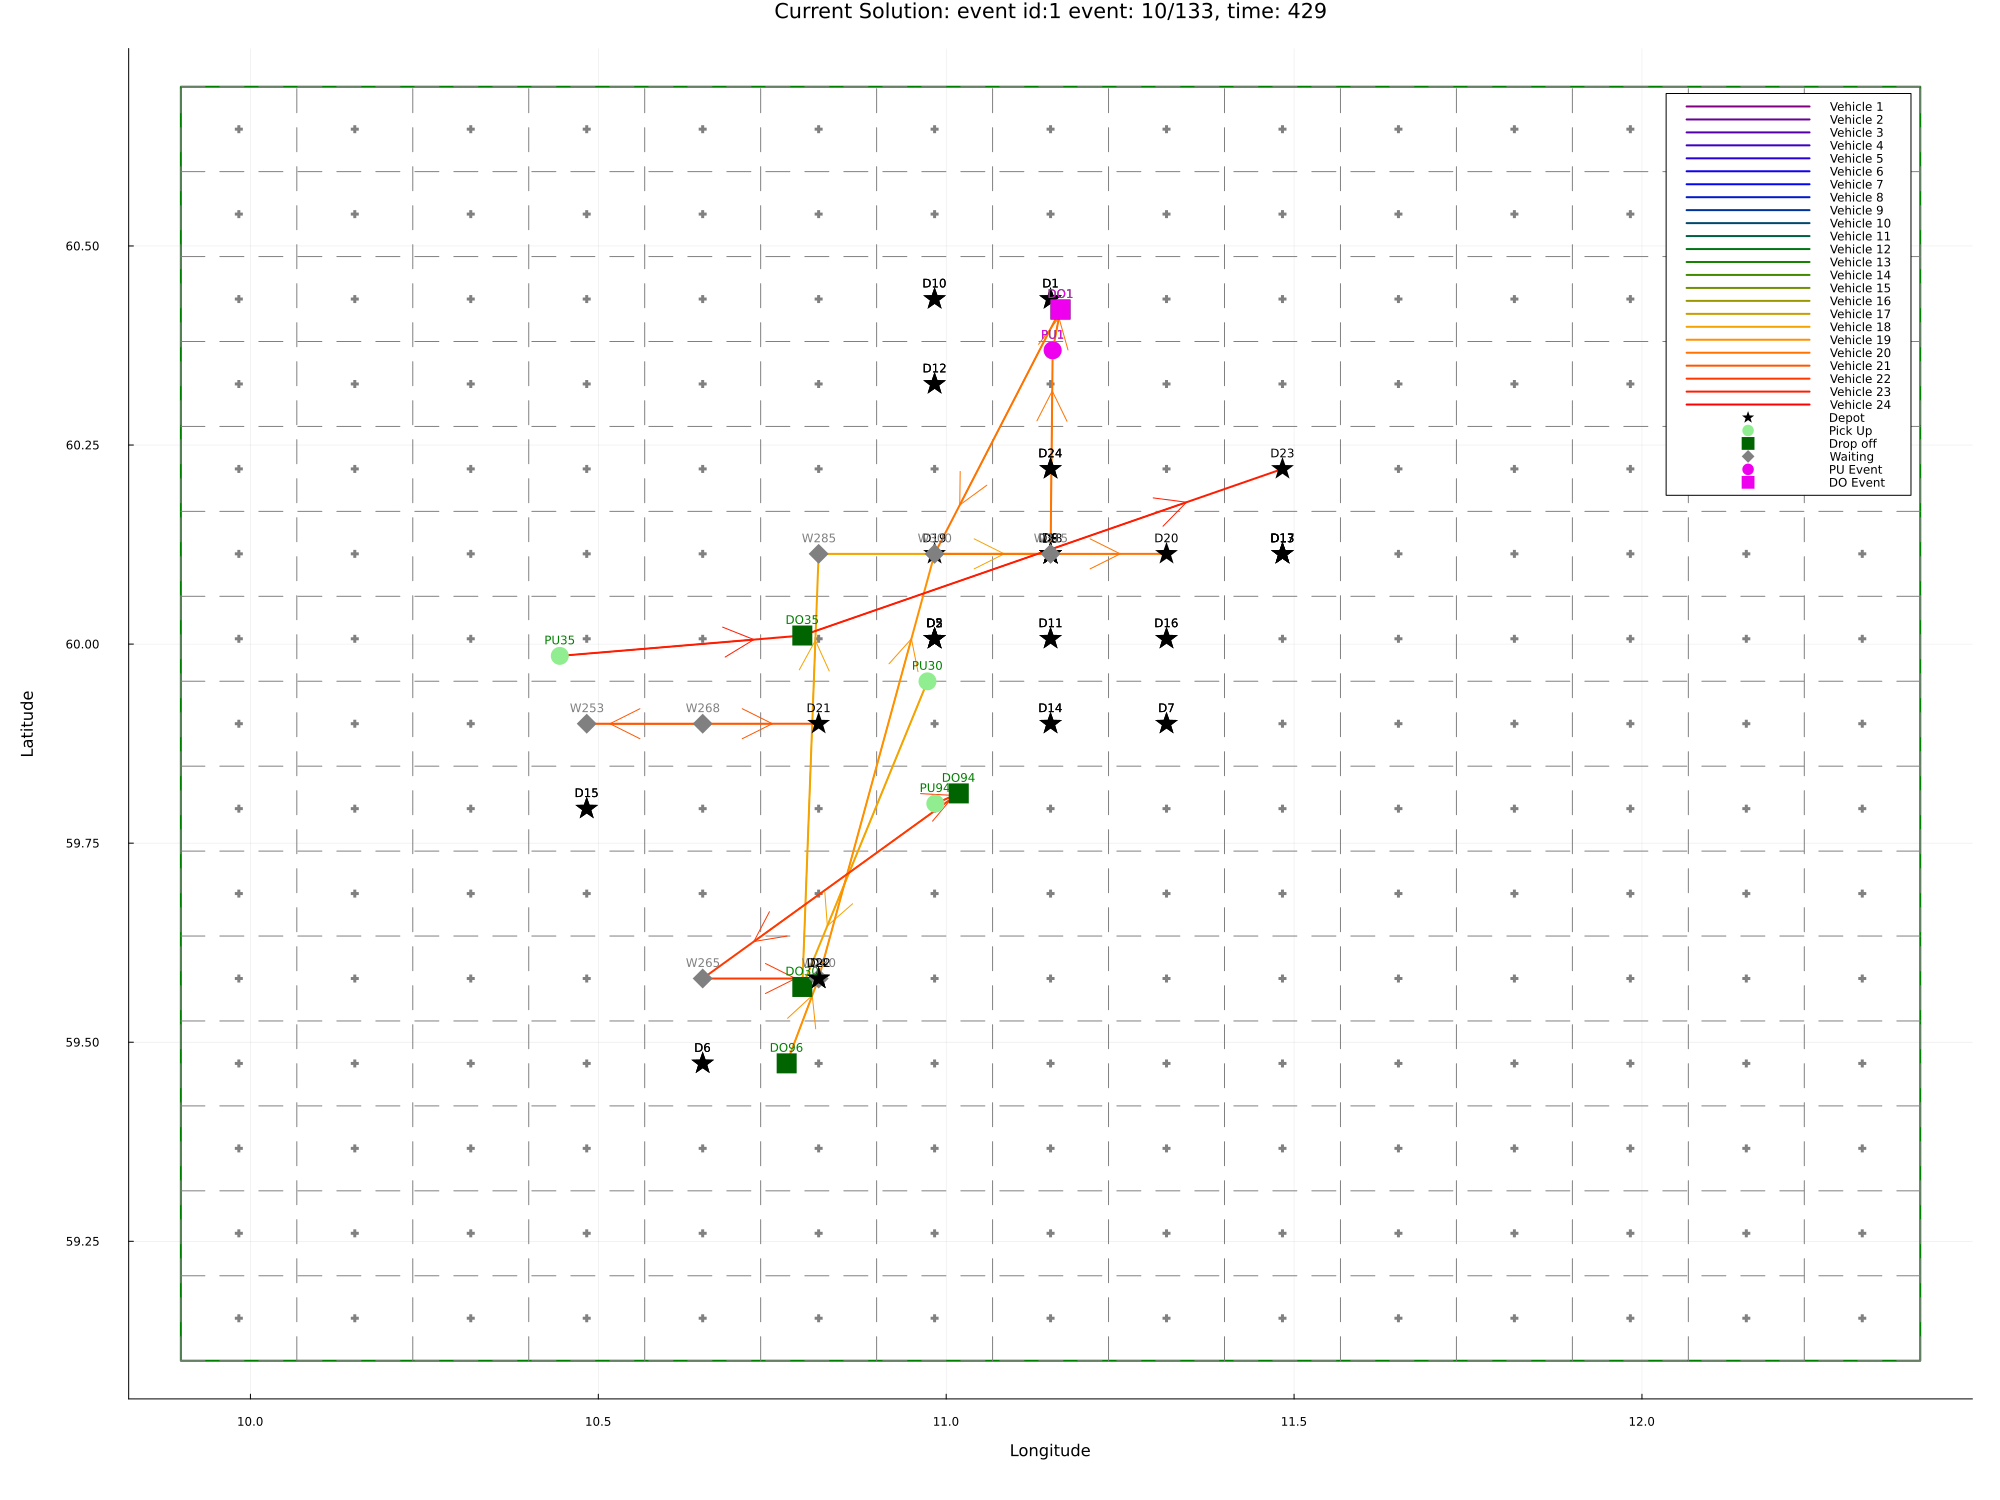 Current Solution: event id:1 event: 10/133, time: 429
Vehicle 1
Vehicle 2
Vehicle 3
Vehicle 4
Vehicle 5
Vehicle 6
Vehicle 7
Vehicle 8
Vehicle 9
Vehicle 10
Vehicle 11
Vehicle 12
Vehicle 13
Vehicle 14
Vehicle 15
Vehicle 16
Vehicle 17
Vehicle 18
Vehicle 19
Vehicle 20
Vehicle 21
Vehicle 22
Vehicle 23
Vehicle 24
Depot
Pick Up
Drop off
Waiting
PU Event
DO Event
60.50
60.25
60.00
59.75
59.50
59.25
Latitude
D10
D1
DO1
PU1
D12
D24
D23
W285
D19
D20
DO35
PU35
D11
D16
PU30
W253
W268
D21
D14
D7
DO94
PU94
D15
W265
D22
DO96
D6
10.0
10.5
11.0
11.5
12.0
Longitude